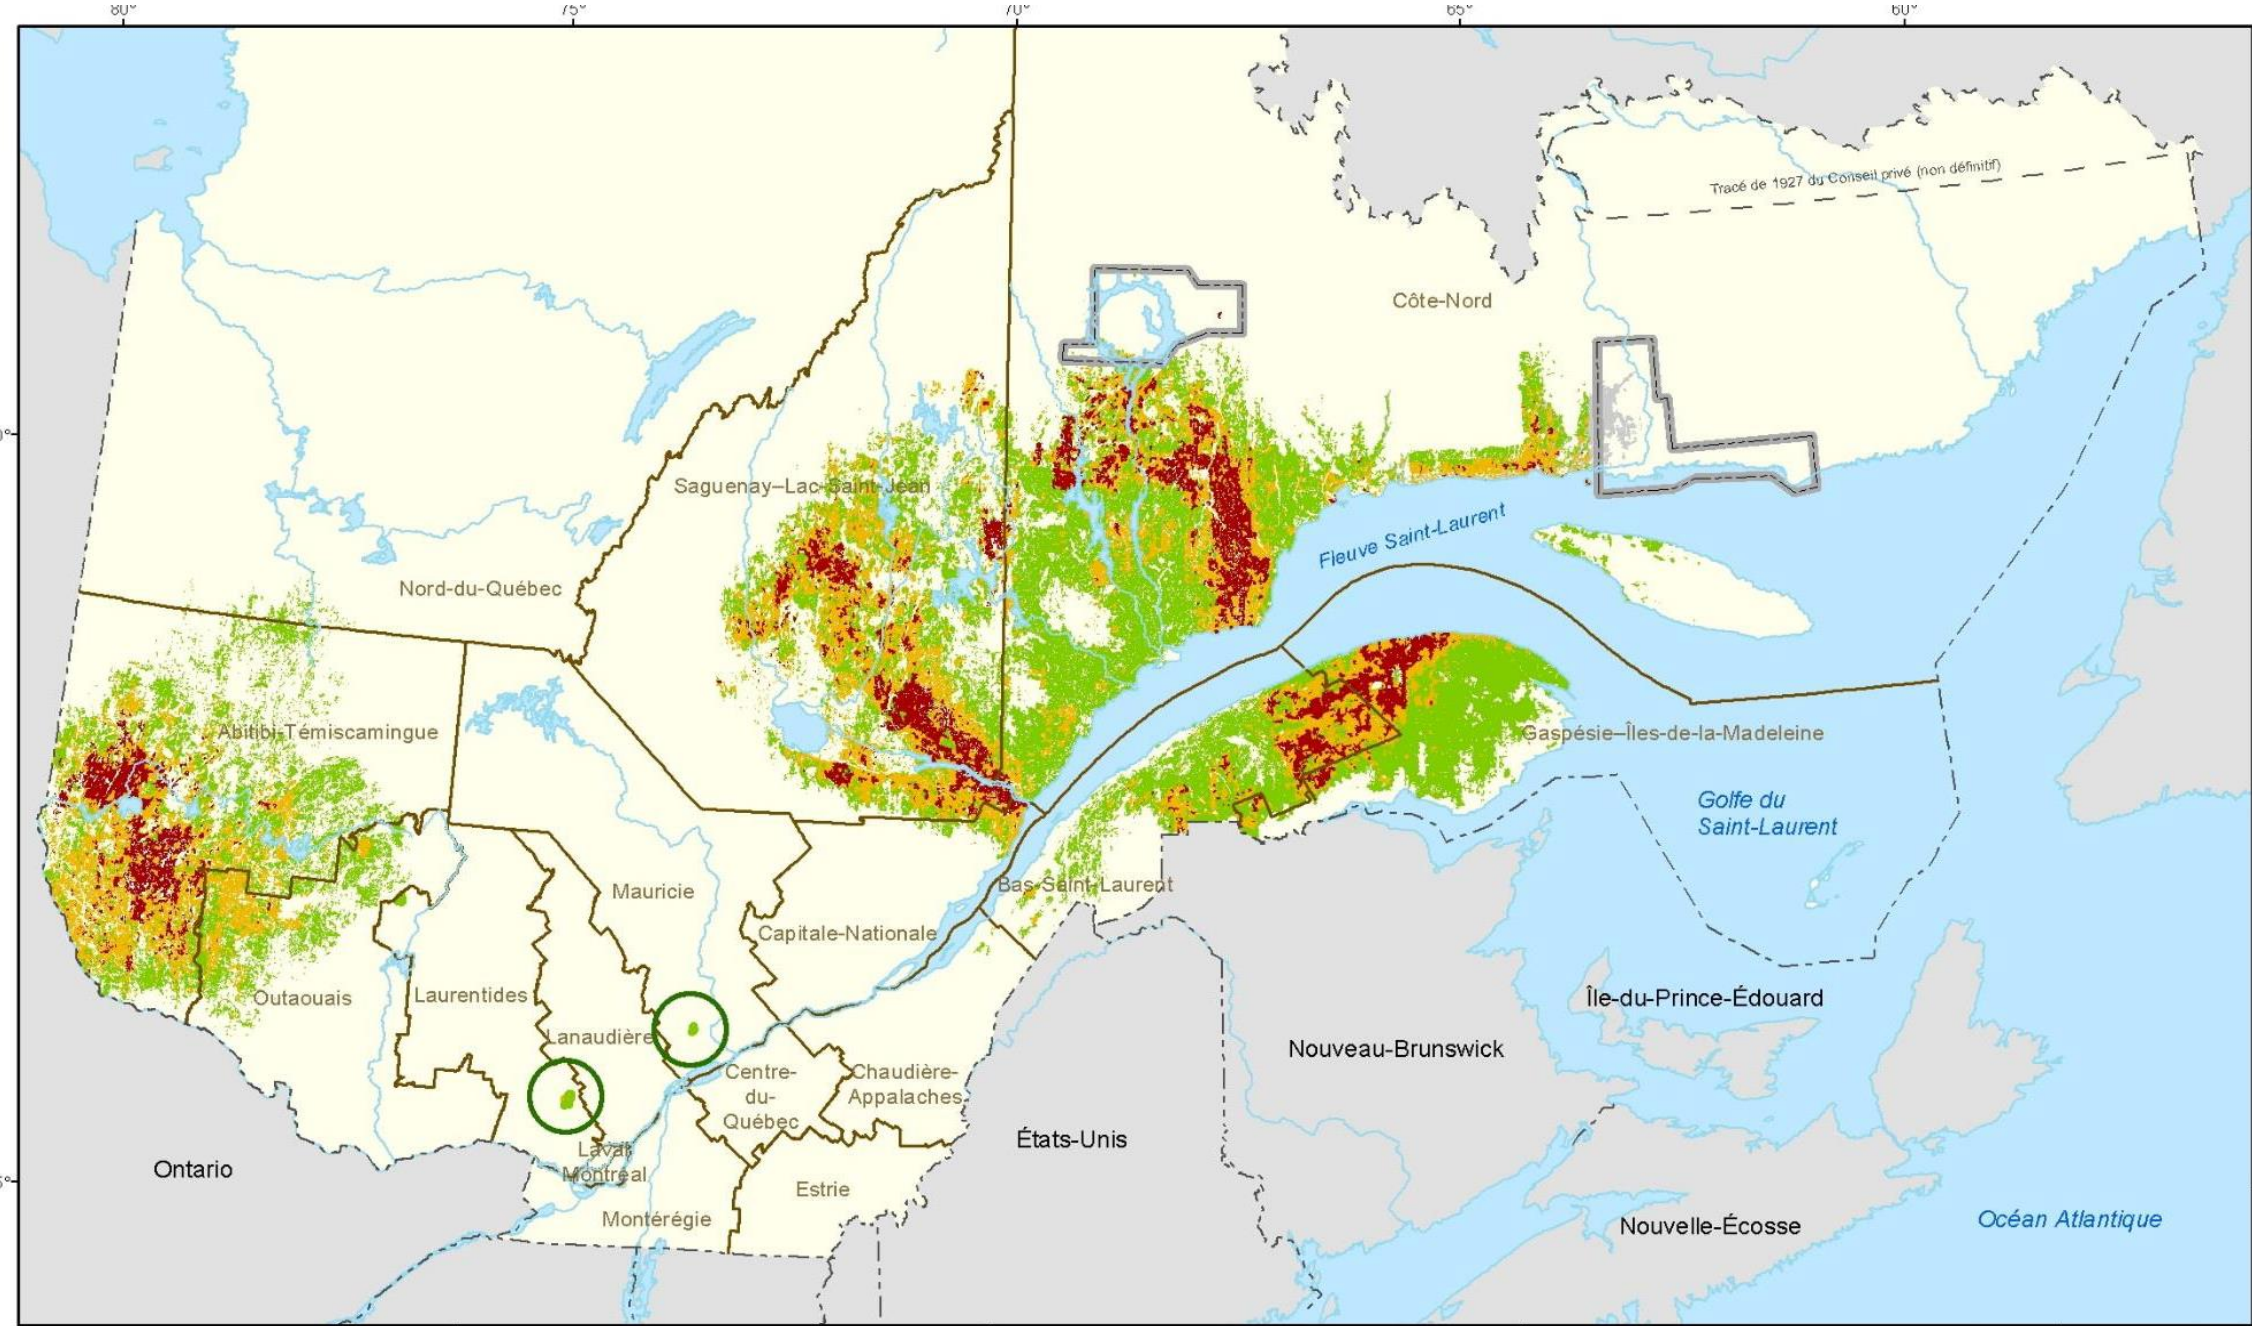 80°
75°
70°
65°
60°
Tracé de 1927 du Conseil privé (non définitif)
Côte-Nord
Saguenay–Lac-Saint-Jean
Fleuve Saint-Laurent
Nord-du-Québec
Abitibi-Témiscamingue
Gaspésie–Îles-de-la-Madeleine
Golfe du
Saint-Laurent
Mauricie
Bas-Saint-Laurent
Capitale-Nationale
Outaouais
Laurentides
Île-du-Prince-Édouard
Lanaudière
Nouveau-Brunswick
Centre-
du-
Québec
Chaudière-
Appalaches
États-Unis
Laval
Montréal
Ontario
Estrie
Montérégie
Nouvelle-Écosse
Océan Atlantique